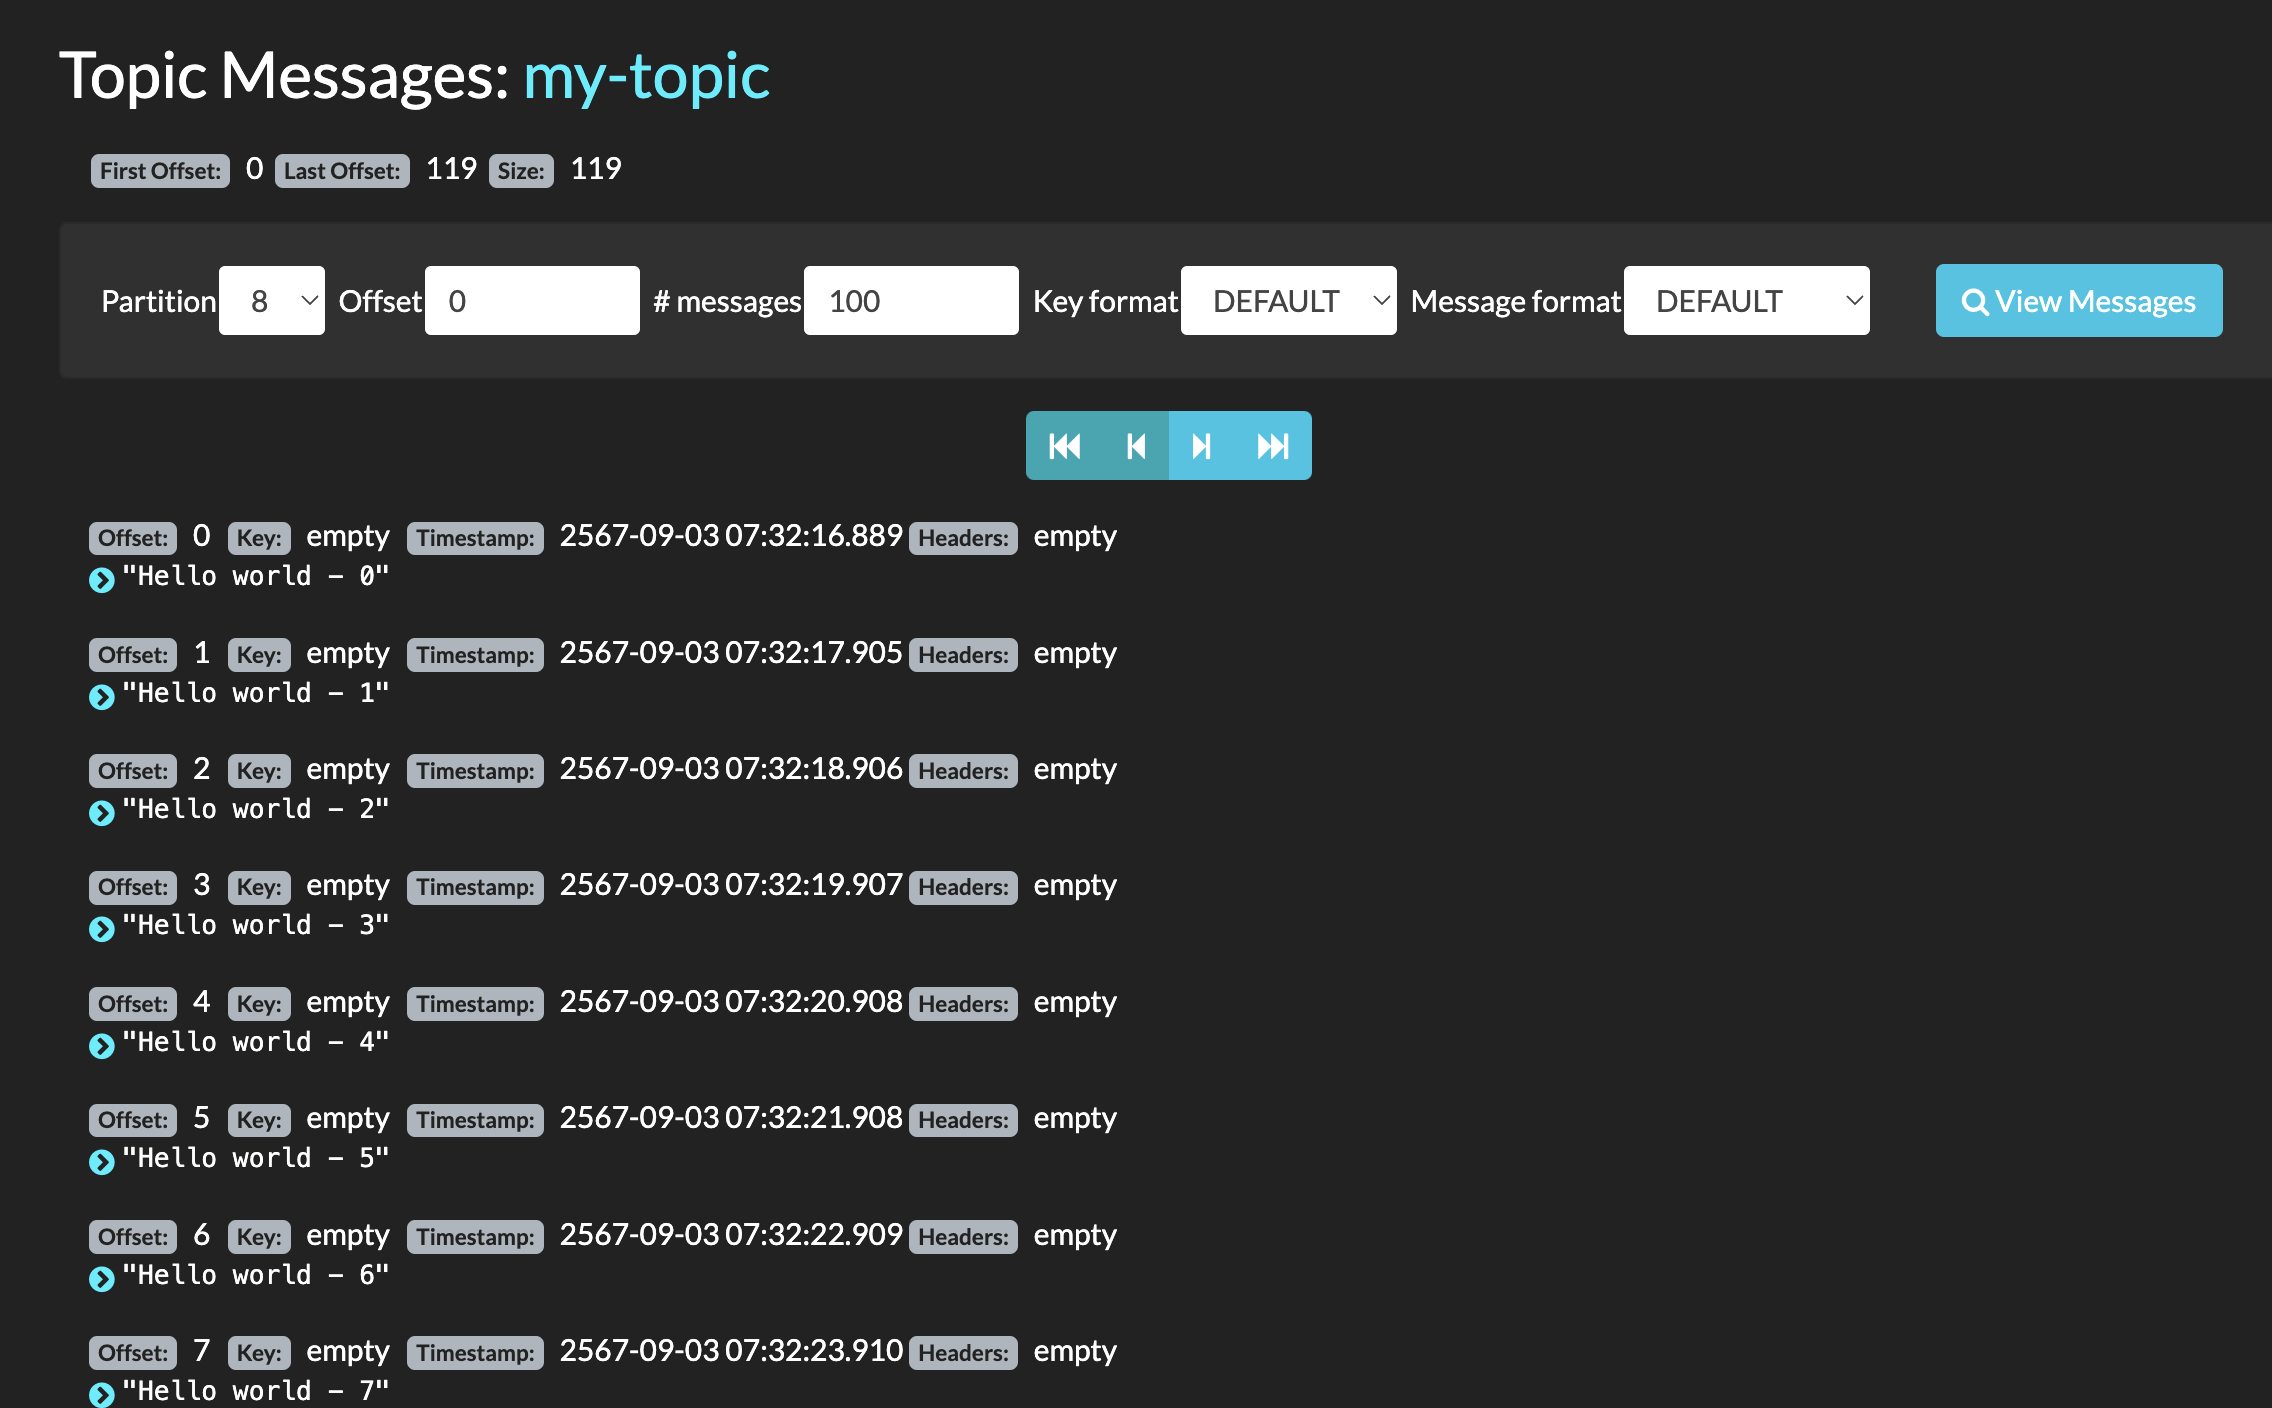 Topic Messages: my-topic
First Offset: 0 Last Offset: 119 Size: 119
Partition 8 Offset 0 # messages 100 Key format DEFAULT Message format DEFAULT View Messages
Offset: 0 Key: empty Timestamp: 2567-09-03 07:32:16.889 Headers: empty
"Hello world - 0"
Offset: 1 Key: empty Timestamp: 2567-09-03 07:32:17.905 Headers: empty
"Hello world - 1"
Offset: 2 Key: empty Timestamp: 2567-09-03 07:32:18.906 Headers: empty
"Hello world - 2"
Offset: 3 Key: empty Timestamp: 2567-09-03 07:32:19.907 Headers: empty
"Hello world - 3"
Offset: 4 Key: empty Timestamp: 2567-09-03 07:32:20.908 Headers: empty
"Hello world - 4"
Offset: 5 Key: empty Timestamp: 2567-09-03 07:32:21.908 Headers: empty
"Hello world - 5"
Offset: 6 Key: empty Timestamp: 2567-09-03 07:32:22.909 Headers: empty
"Hello world - 6"
Offset: 7 Key: empty Timestamp: 2567-09-03 07:32:23.910 Headers: empty
"Hello world - 7"